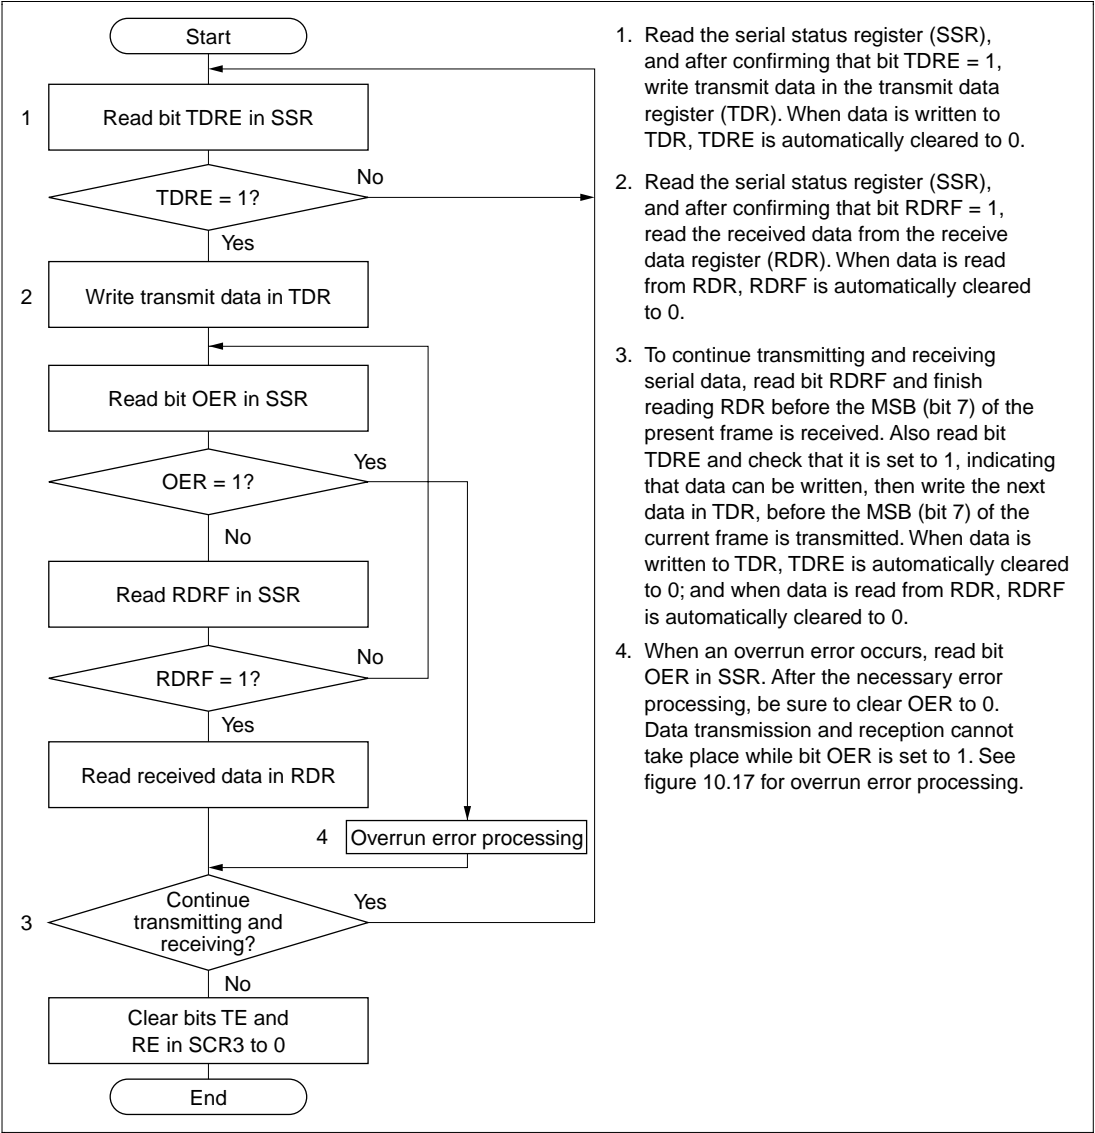 Start
1
Read bit TDRE in SSR
TDRE = 1?
No
Yes
2
Write transmit data in TDR
Read bit OER in SSR
OER = 1?
Yes
No
Read RDRF in SSR
RDRF = 1?
No
Yes
Read received data in RDR
4
Overrun error processing
3
Continue
transmitting and
receiving?
Yes
No
Clear bits TE and
RE in SCR3 to 0
End
1. Read the serial status register (SSR),
and after confirming that bit TDRE = 1,
write transmit data in the transmit data
register (TDR). When data is written to
TDR, TDRE is automatically cleared to 0.
2. Read the serial status register (SSR),
and after confirming that bit RDRF = 1,
read the received data from the receive
data register (RDR). When data is read
from RDR, RDRF is automatically cleared
to 0.
3. To continue transmitting and receiving
serial data, read bit RDRF and finish
reading RDR before the MSB (bit 7) of the
present frame is received. Also read bit
TDRE and check that it is set to 1, indicating
that data can be written, then write the next
data in TDR, before the MSB (bit 7) of the
current frame is transmitted. When data is
written to TDR, TDRE is automatically cleared
to 0; and when data is read from RDR, RDRF
is automatically cleared to 0.
4. When an overrun error occurs, read bit
OER in SSR. After the necessary error
processing, be sure to clear OER to 0.
Data transmission and reception cannot
take place while bit OER is set to 1. See
figure 10.17 for overrun error processing.